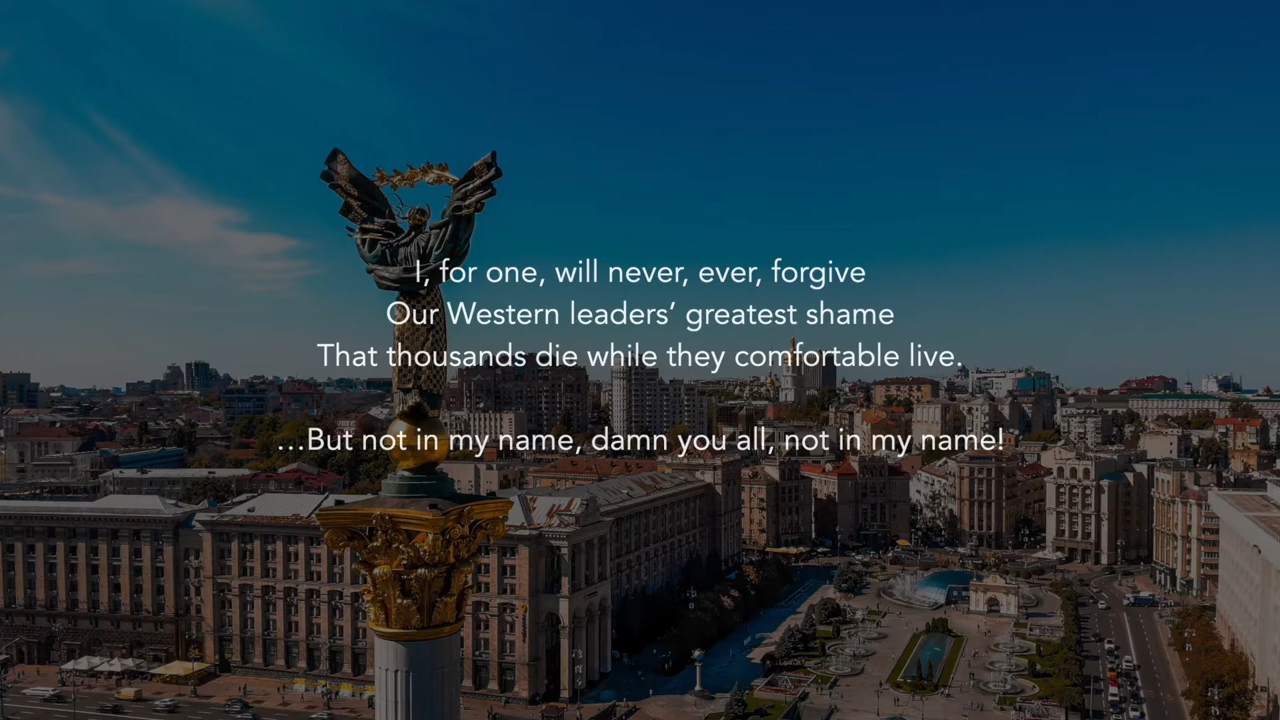 I, for one, will never, ever, forgive
Our Western leaders’ greatest shame
That thousands die while they comfortable live.
…But not in my name, damn you all, not in my name!